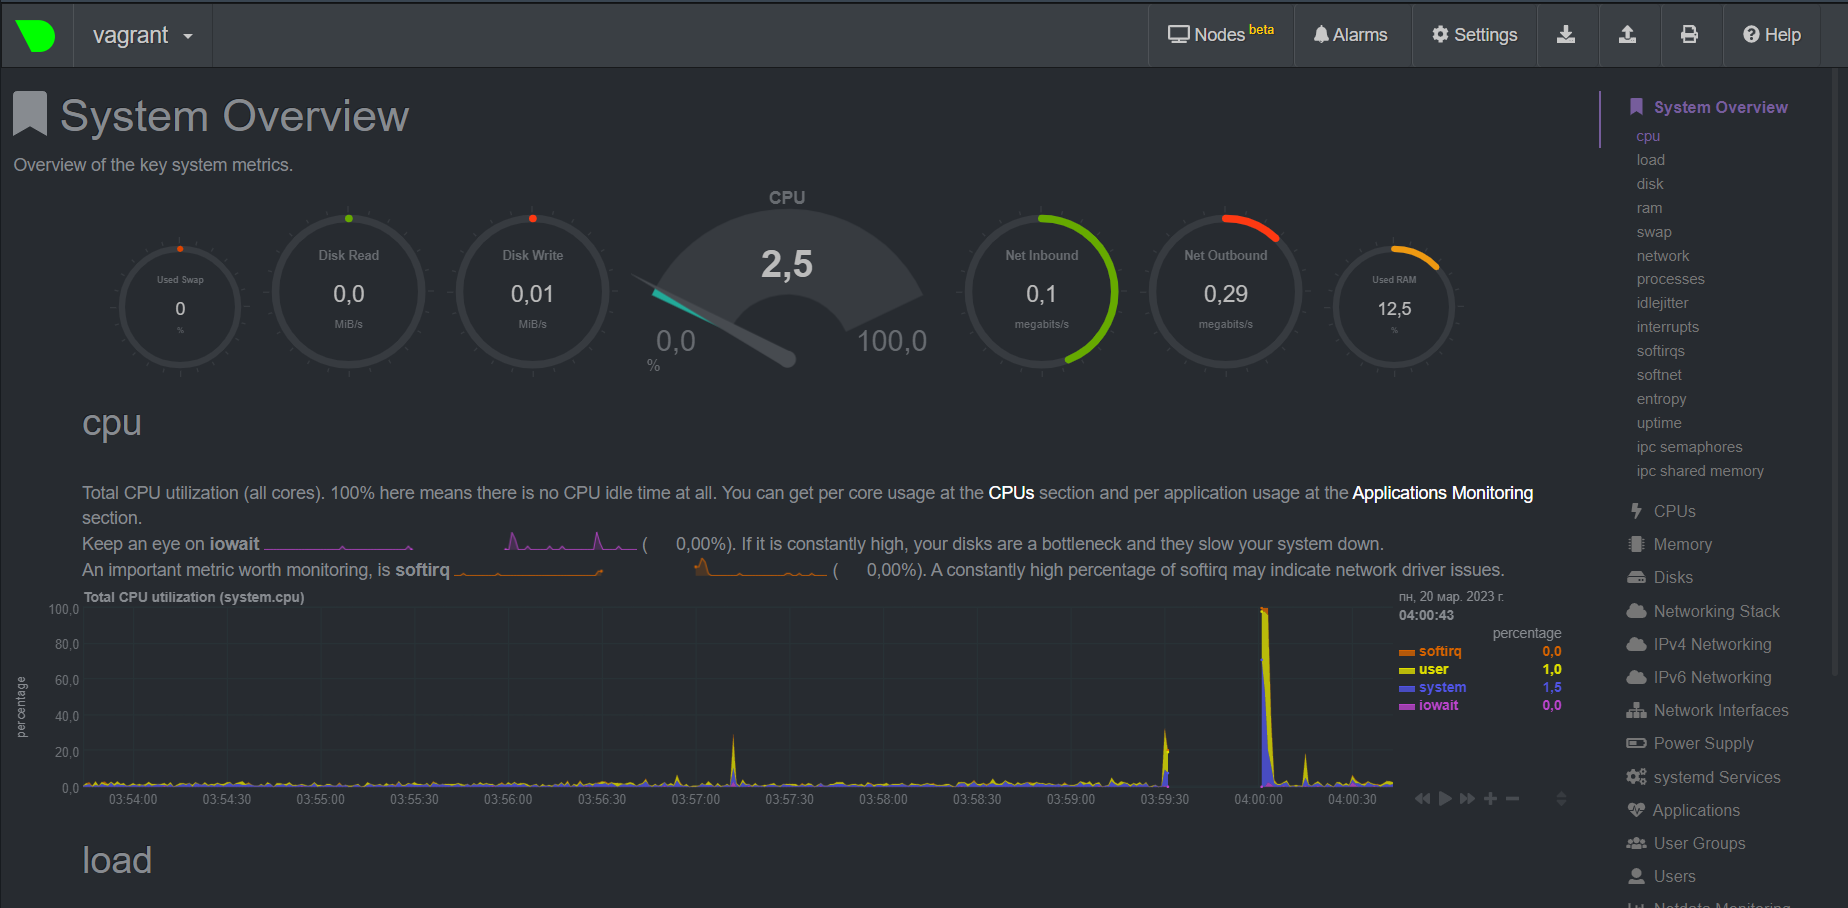 vagrant
Nodes beta
Alarms
Settings
Help
System Overview
Overview of the key system metrics.
Used Swap
0
%
Disk Read
0,0
MiB/s
Disk Write
0,01
MiB/s
CPU
2,5
0,0
100,0
%
Net Inbound
0,1
megabits/s
Net Outbound
0,29
megabits/s
Used RAM
12,5
%
cpu
Total CPU utilization (all cores). 100% here means there is no CPU idle time at all. You can get per core usage at the CPUs section and per application usage at the Applications Monitoring
section.
Keep an eye on iowait ( 0,00%). If it is constantly high, your disks are a bottleneck and they slow your system down.
An important metric worth monitoring, is softirq ( 0,00%). A constantly high percentage of softirq may indicate network driver issues.
Total CPU utilization (system.cpu)
percentage
100,0
80,0
60,0
40,0
20,0
0,0
03:54:00 03:54:30 03:55:00 03:55:30 03:56:00 03:56:30 03:57:00 03:57:30 03:58:00 03:58:30 03:59:00 03:59:30 04:00:00 04:00:30
пн, 20 мар. 2023 г.
04:00:43
percentage
softirq 0,0
user 1,0
system 1,5
iowait 0,0
load
System Overview
cpu
load
disk
ram
swap
network
processes
idlejitter
interrupts
softirqs
softnet
entropy
uptime
ipc semaphores
ipc shared memory
CPUs
Memory
Disks
Networking Stack
IPv4 Networking
IPv6 Networking
Network Interfaces
Power Supply
systemd Services
Applications
User Groups
Users
Netdata Monitoring